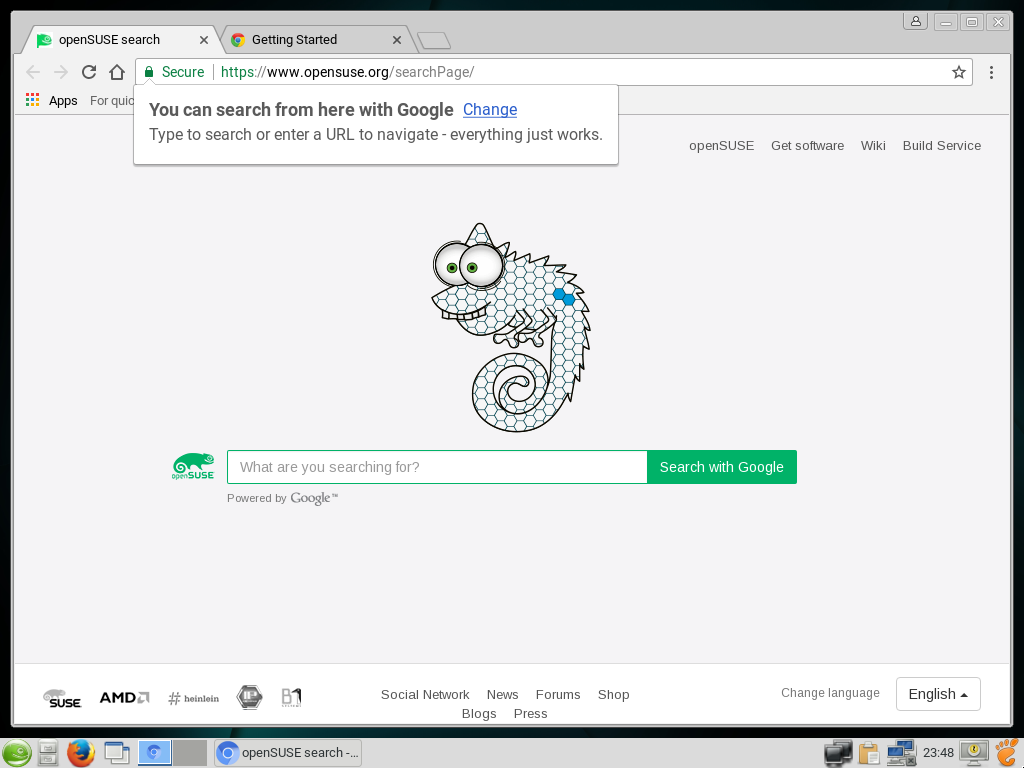 openSUSE search
Getting Started
Secure
https://www.opensuse.org/searchPage/
Apps
For quic
You can search from here with Google Change
Type to search or enter a URL to navigate - everything just works.
openSUSE Get software Wiki Build Service
openSUSE
What are you searching for?
Search with Google
Powered by Google™
SUSE
AMD
# heinlein
B1
Social Network News Forums Shop
Blogs Press
Change language
English
openSUSE search -...
23:48